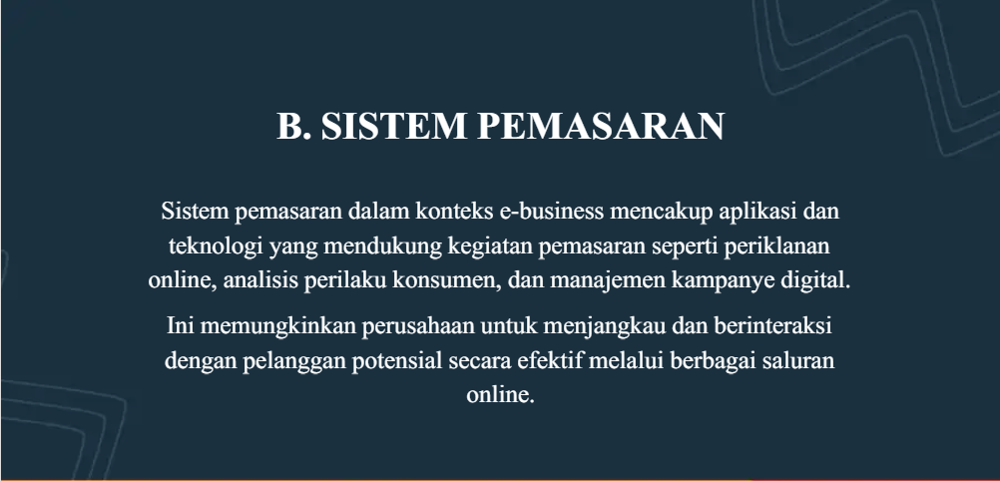 B. SISTEM PEMASARAN
Sistem pemasaran dalam konteks e-business mencakup aplikasi dan
teknologi yang mendukung kegiatan pemasaran seperti periklanan
online, analisis perilaku konsumen, dan manajemen kampanye digital.
Ini memungkinkan perusahaan untuk menjangkau dan berinteraksi
dengan pelanggan potensial secara efektif melalui berbagai saluran
online.